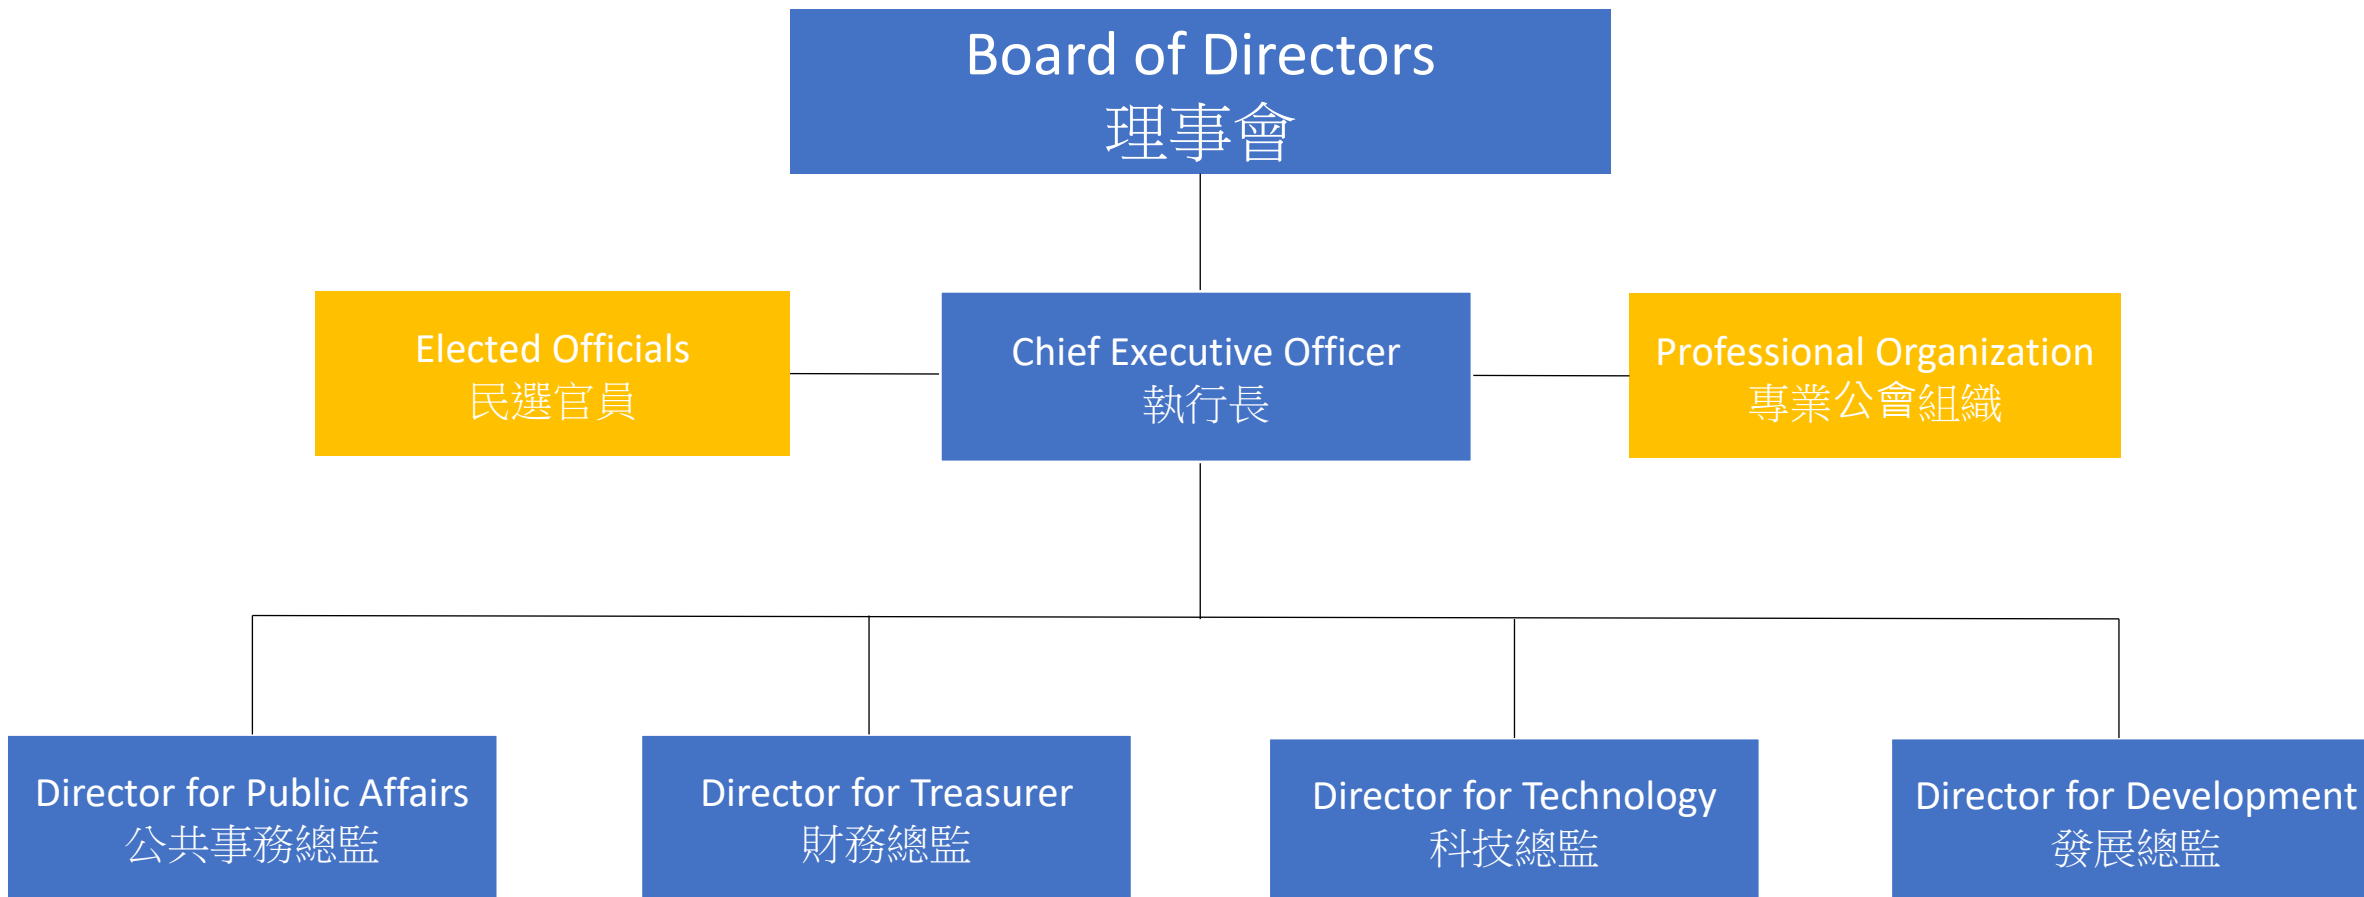 Board of Directors
理事會
Elected Officials
民選官員
Chief Executive Officer
執行長
Professional Organization
專業公會組織
Director for Public Affairs
公共事務總監
Director for Treasurer
財務總監
Director for Technology
科技總監
Director for Development
發展總監